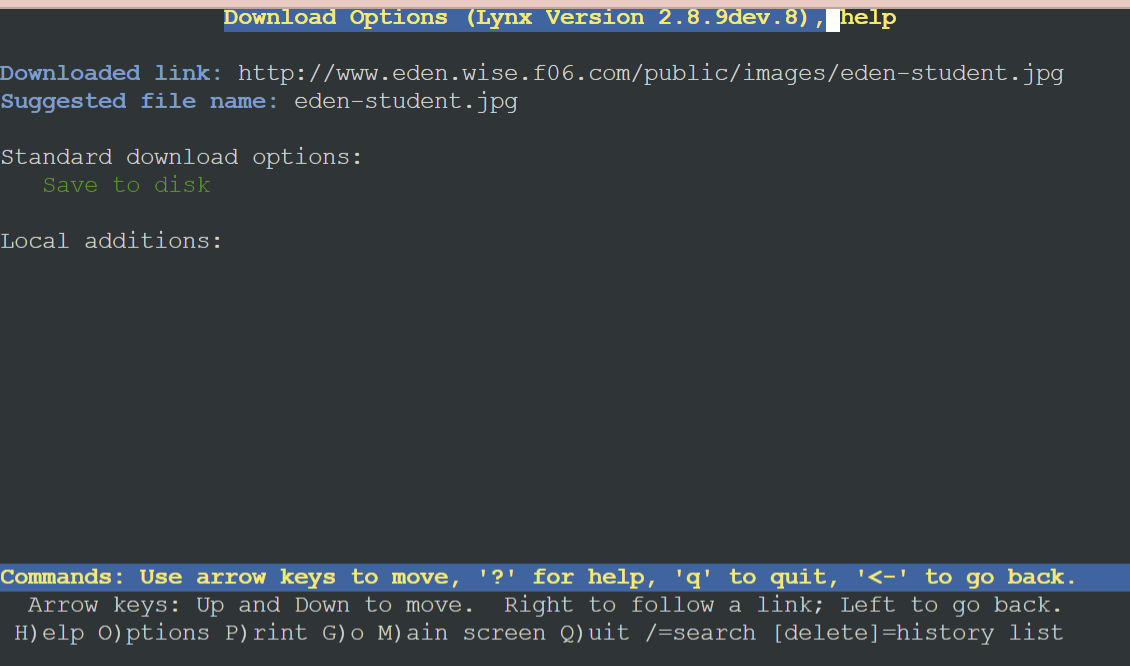 Download Options (Lynx Version 2.8.9dev.8), help
Downloaded link: http://www.eden.wise.f06.com/public/images/eden-student.jpg
Suggested file name: eden-student.jpg
Standard download options:
Save to disk
Local additions:
Commands: Use arrow keys to move, '?' for help, 'q' to quit, '<-' to go back.
Arrow keys: Up and Down to move.  Right to follow a link; Left to go back.
H)elp O)ptions P)rint G)o M)ain screen Q)uit /=search [delete]=history list